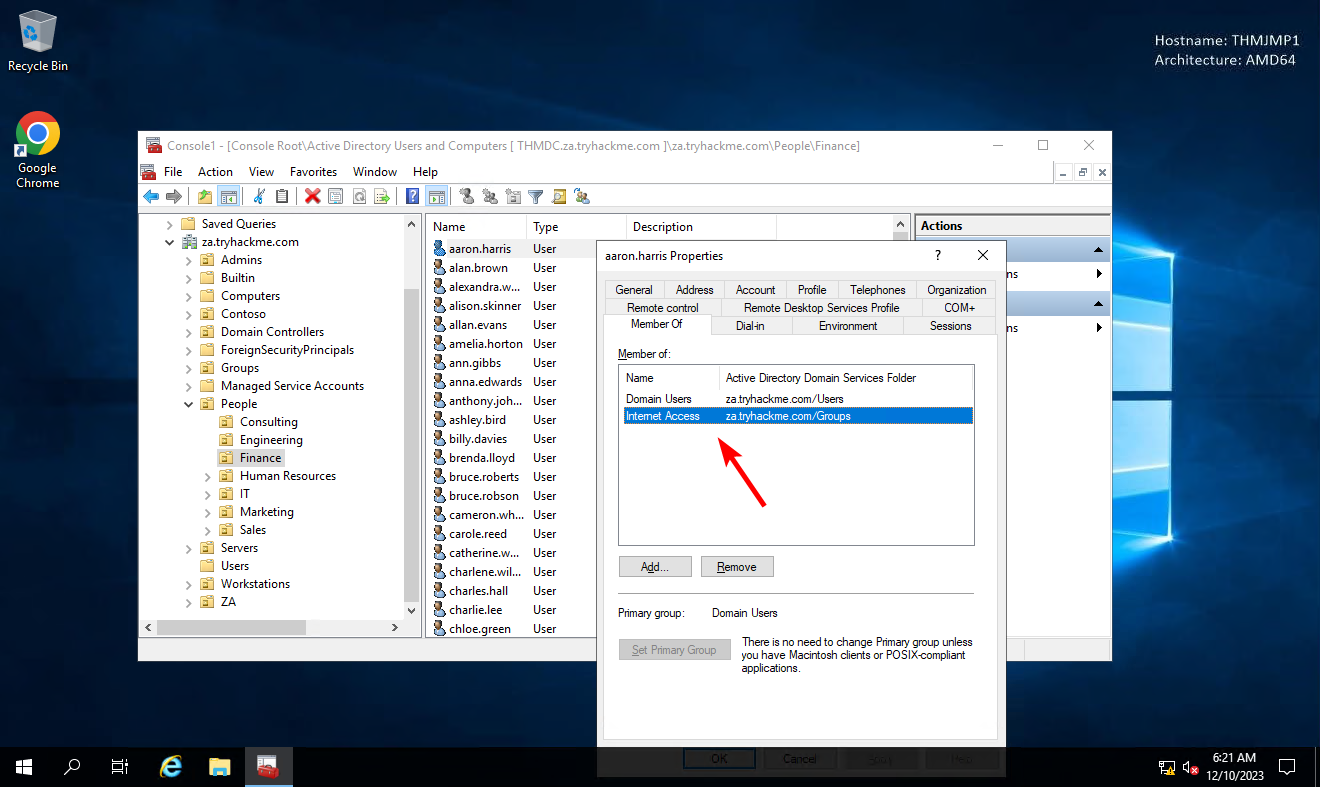 Recycle Bin
Google
Chrome
Hostname: THMJMP1
Architecture: AMD64
Console1 - [Console Root\Active Directory Users and Computers [ THMDC.za.tryhackme.com ]\za.tryhackme.com\People\Finance]
File Action View Favorites Window Help
Saved Queries
za.tryhackme.com
Admins
Builtin
Computers
Contoso
Domain Controllers
ForeignSecurityPrincipals
Groups
Managed Service Accounts
People
Consulting
Engineering
Finance
Human Resources
IT
Marketing
Sales
Servers
Users
Workstations
ZA
Name Type Description
aaron.harris User
alan.brown User
alexandra.w... User
alison.skinner User
allan.evans User
amelia.horton User
ann.gibbs User
anna.edwards User
anthony.joh... User
ashley.bird User
billy.davies User
brenda.lloyd User
bruce.roberts User
bruce.robson User
cameron.wh... User
carole.reed User
catherine.w... User
charlene.wil... User
charles.hall User
charlie.lee User
chloe.green User
Actions
ns
ns
aaron.harris Properties
?
General Address Account Profile Telephones Organization
Remote control Remote Desktop Services Profile COM+
Member Of Dial-in Environment Sessions
Member of:
Name Active Directory Domain Services Folder
Domain Users za.tryhackme.com/Users
Internet Access za.tryhackme.com/Groups
Add... Remove
Primary group: Domain Users
Set Primary Group
There is no need to change Primary group unless
you have Macintosh clients or POSIX-compliant
applications.
OK Cancel Apply Help
6:21 AM
12/10/2023